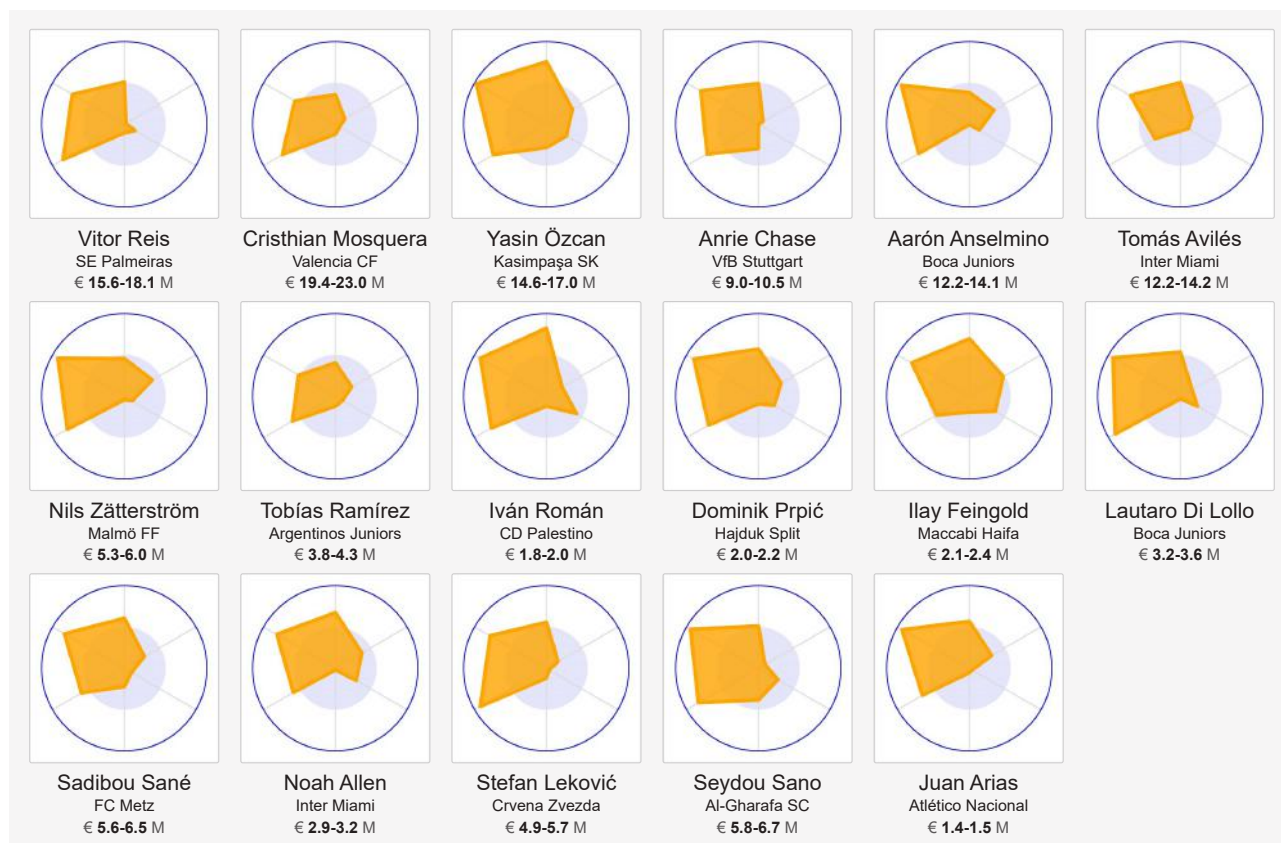 Vitor Reis
SE Palmeiras
€ 15.6-18.1 M
Cristhian Mosquera
Valencia CF
€ 19.4-23.0 M
Yasin Özcan
Kasimpaşa SK
€ 14.6-17.0 M
Anrie Chase
VfB Stuttgart
€ 9.0-10.5 M
Aarón Anselmino
Boca Juniors
€ 12.2-14.1 M
Tomás Avilés
Inter Miami
€ 12.2-14.2 M
Nils Zätterström
Malmö FF
€ 5.3-6.0 M
Tobías Ramírez
Argentinos Juniors
€ 3.8-4.3 M
Iván Román
CD Palestino
€ 1.8-2.0 M
Dominik Prpić
Hajduk Split
€ 2.0-2.2 M
Ilay Feingold
Maccabi Haifa
€ 2.1-2.4 M
Lautaro Di Lollo
Boca Juniors
€ 3.2-3.6 M
Sadibou Sané
FC Metz
€ 5.6-6.5 M
Noah Allen
Inter Miami
€ 2.9-3.2 M
Stefan Leković
Crvena Zvezda
€ 4.9-5.7 M
Seydou Sano
Al-Gharafa SC
€ 5.8-6.7 M
Juan Arias
Atlético Nacional
€ 1.4-1.5 M